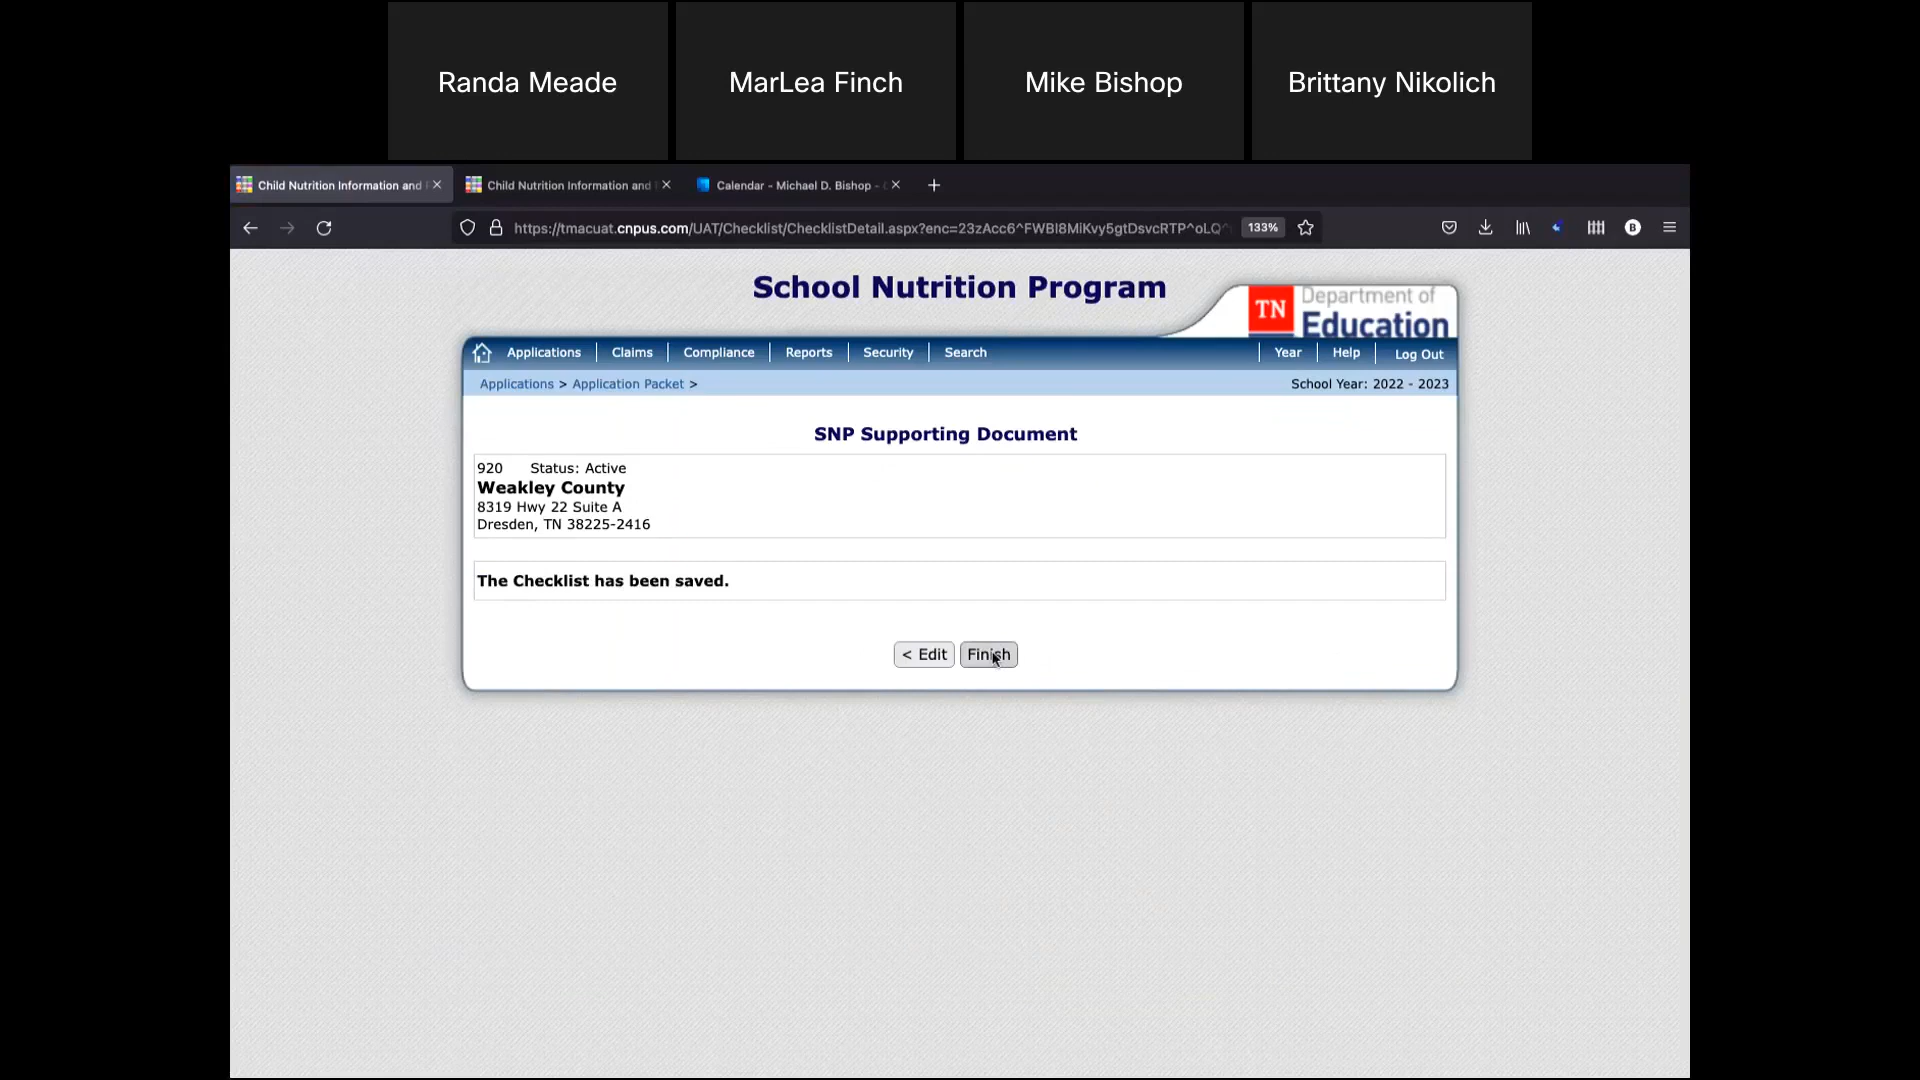 Randa Meade
MarLea Finch
Mike Bishop
Brittany Nikolich
Child Nutrition Information and
Child Nutrition Information and
Calendar - Michael D. Bishop -
https://tmacuat.cnpus.com/UAT/Checklist/ChecklistDetail.aspx?enc=23zAcc6^FWBI8MiKvy5gtDsvcRTP^oLQ^
133%
B
School Nutrition Program
TN Department of
Education
Applications
Claims
Compliance
Reports
Security
Search
Year
Help
Log Out
Applications > Application Packet >
School Year: 2022 - 2023
SNP Supporting Document
920 Status: Active
Weakley County
8319 Hwy 22 Suite A
Dresden, TN 38225-2416
The Checklist has been saved.
< Edit
Finish